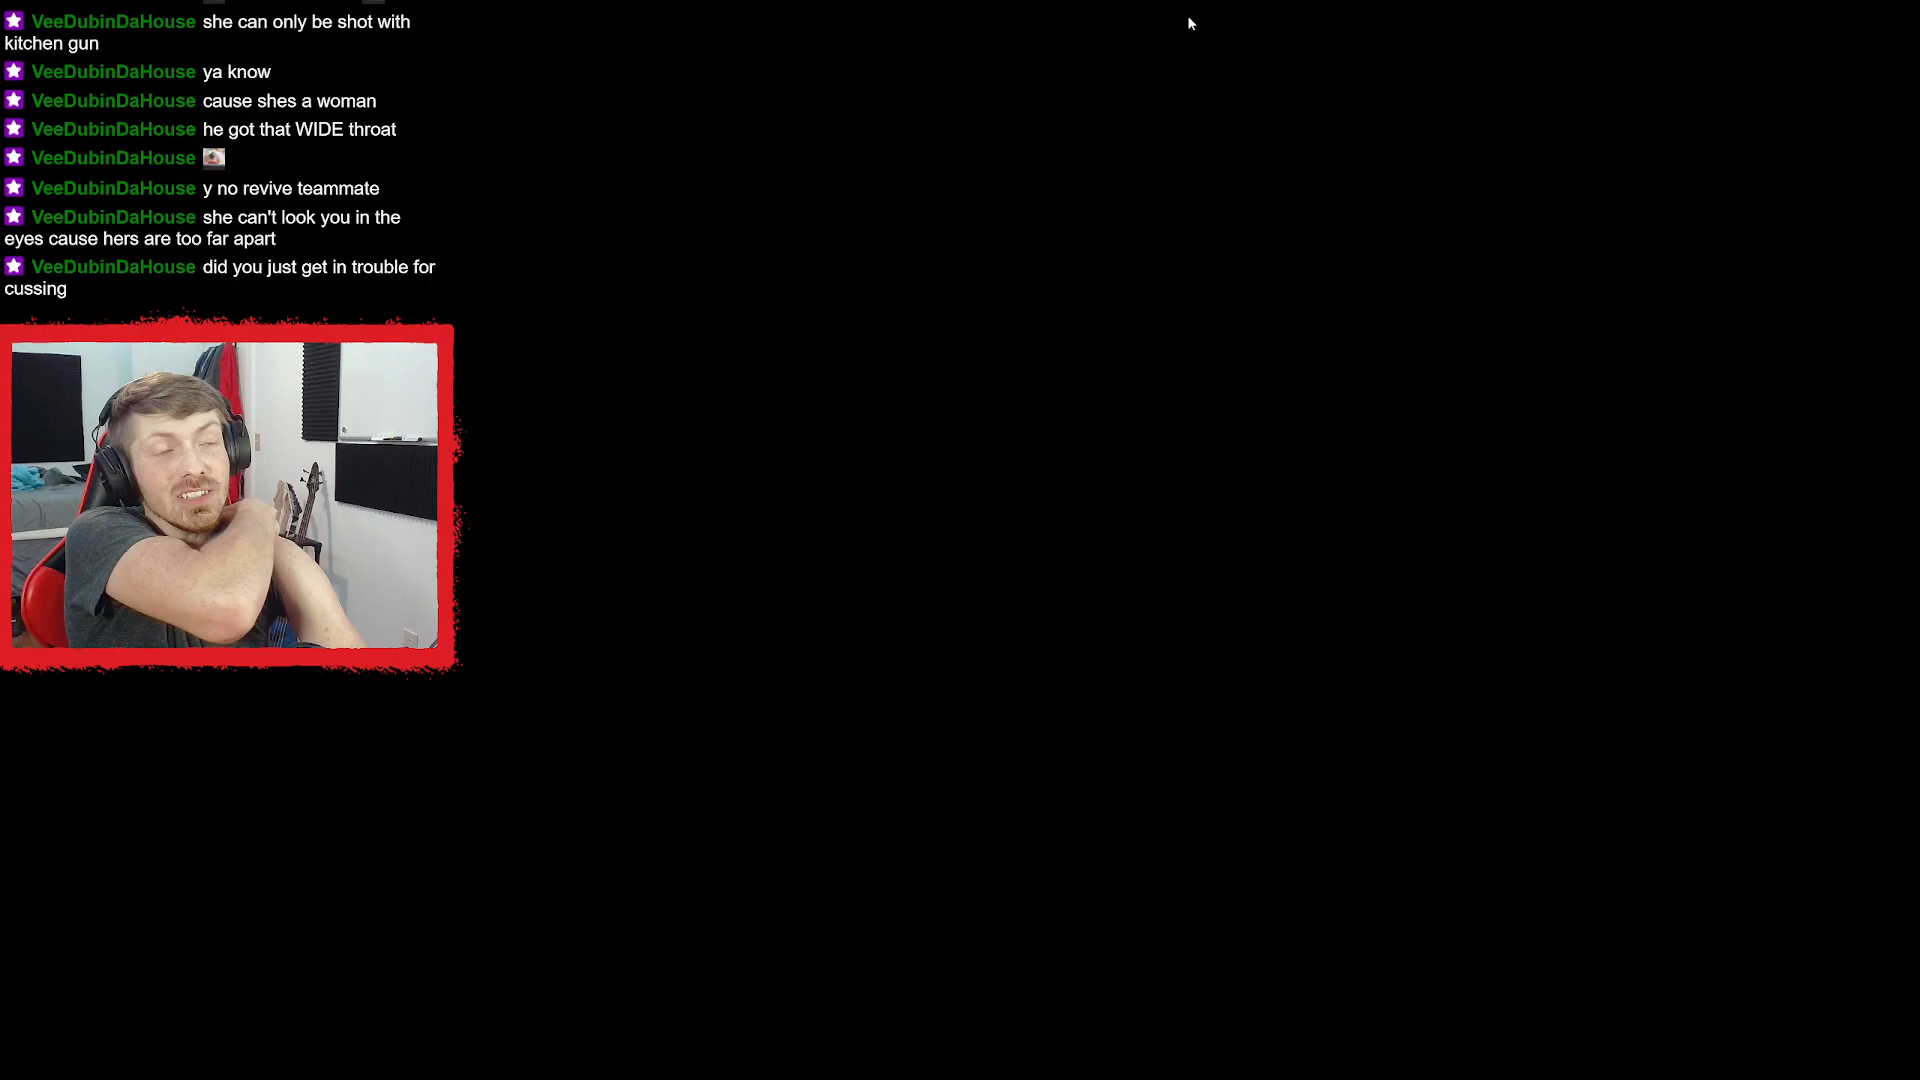 VeeDubinDaHouse she can only be shot with
kitchen gun
VeeDubinDaHouse ya know
VeeDubinDaHouse cause shes a woman
VeeDubinDaHouse he got that WIDE throat
VeeDubinDaHouse
VeeDubinDaHouse y no revive teammate
VeeDubinDaHouse she can't look you in the
eyes cause hers are too far apart
VeeDubinDaHouse did you just get in trouble for
cussing